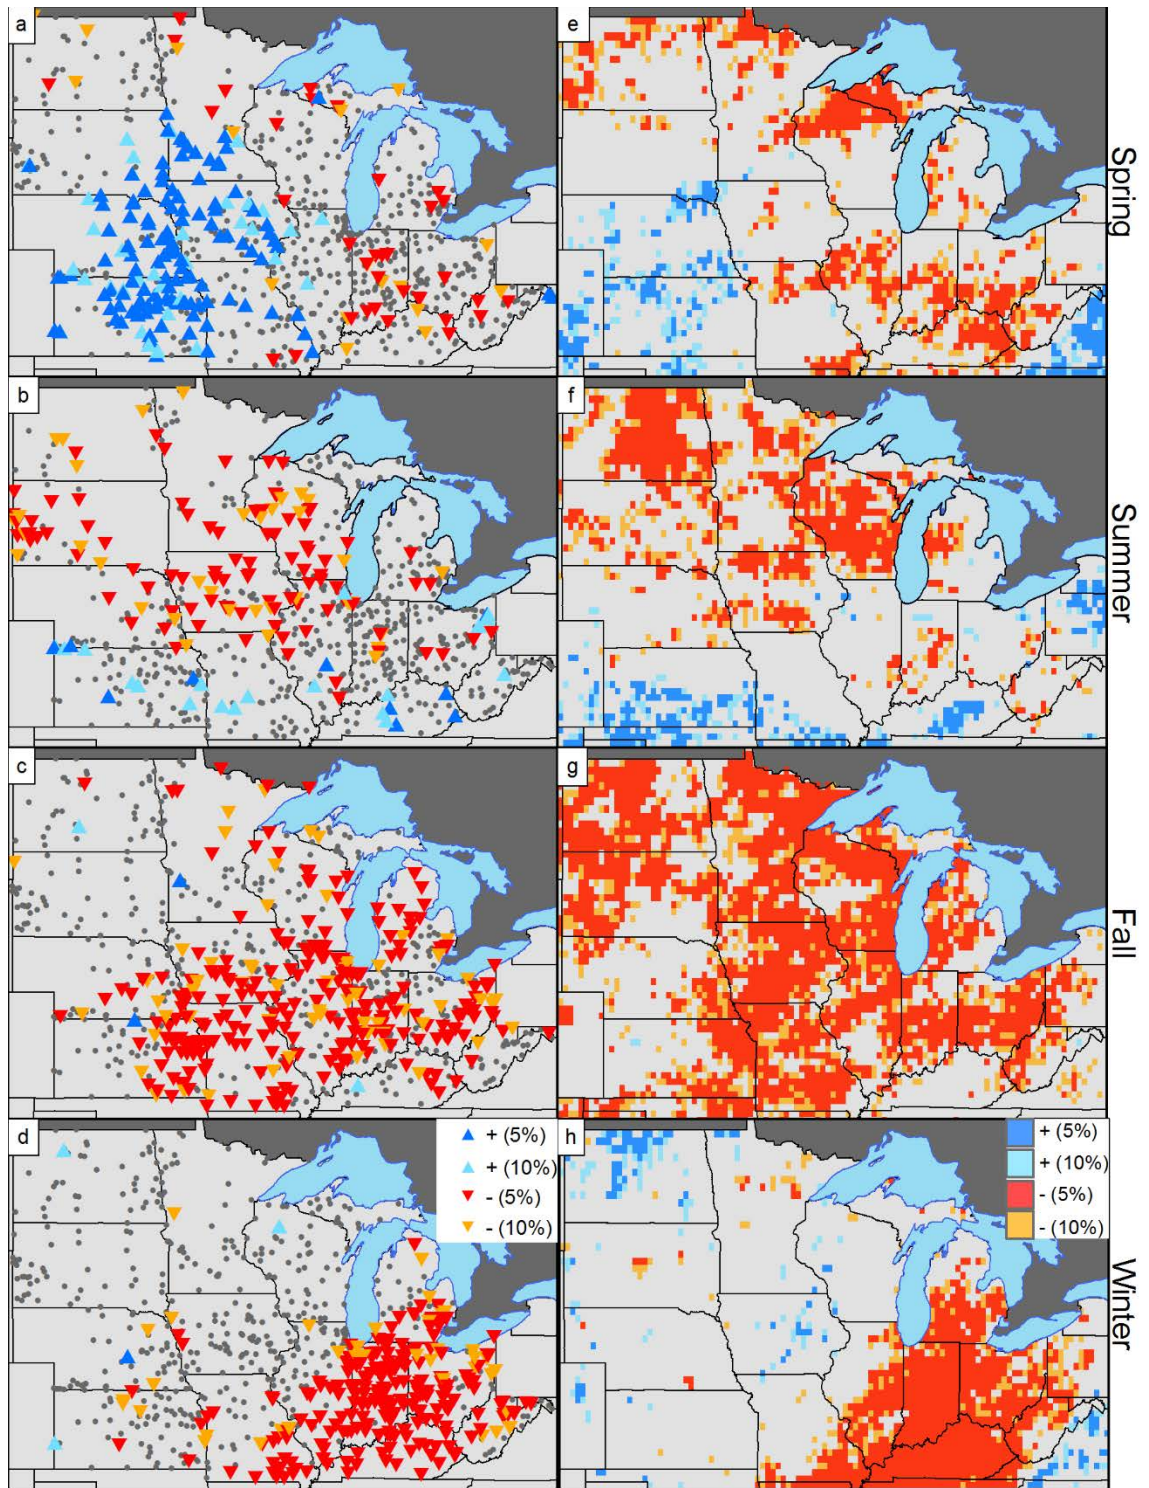 a
e
Spring
b
f
Summer
c
g
Fall
d
+ (5%)
+ (10%)
- (5%)
- (10%)
h
+ (5%)
+ (10%)
- (5%)
- (10%)
Winter